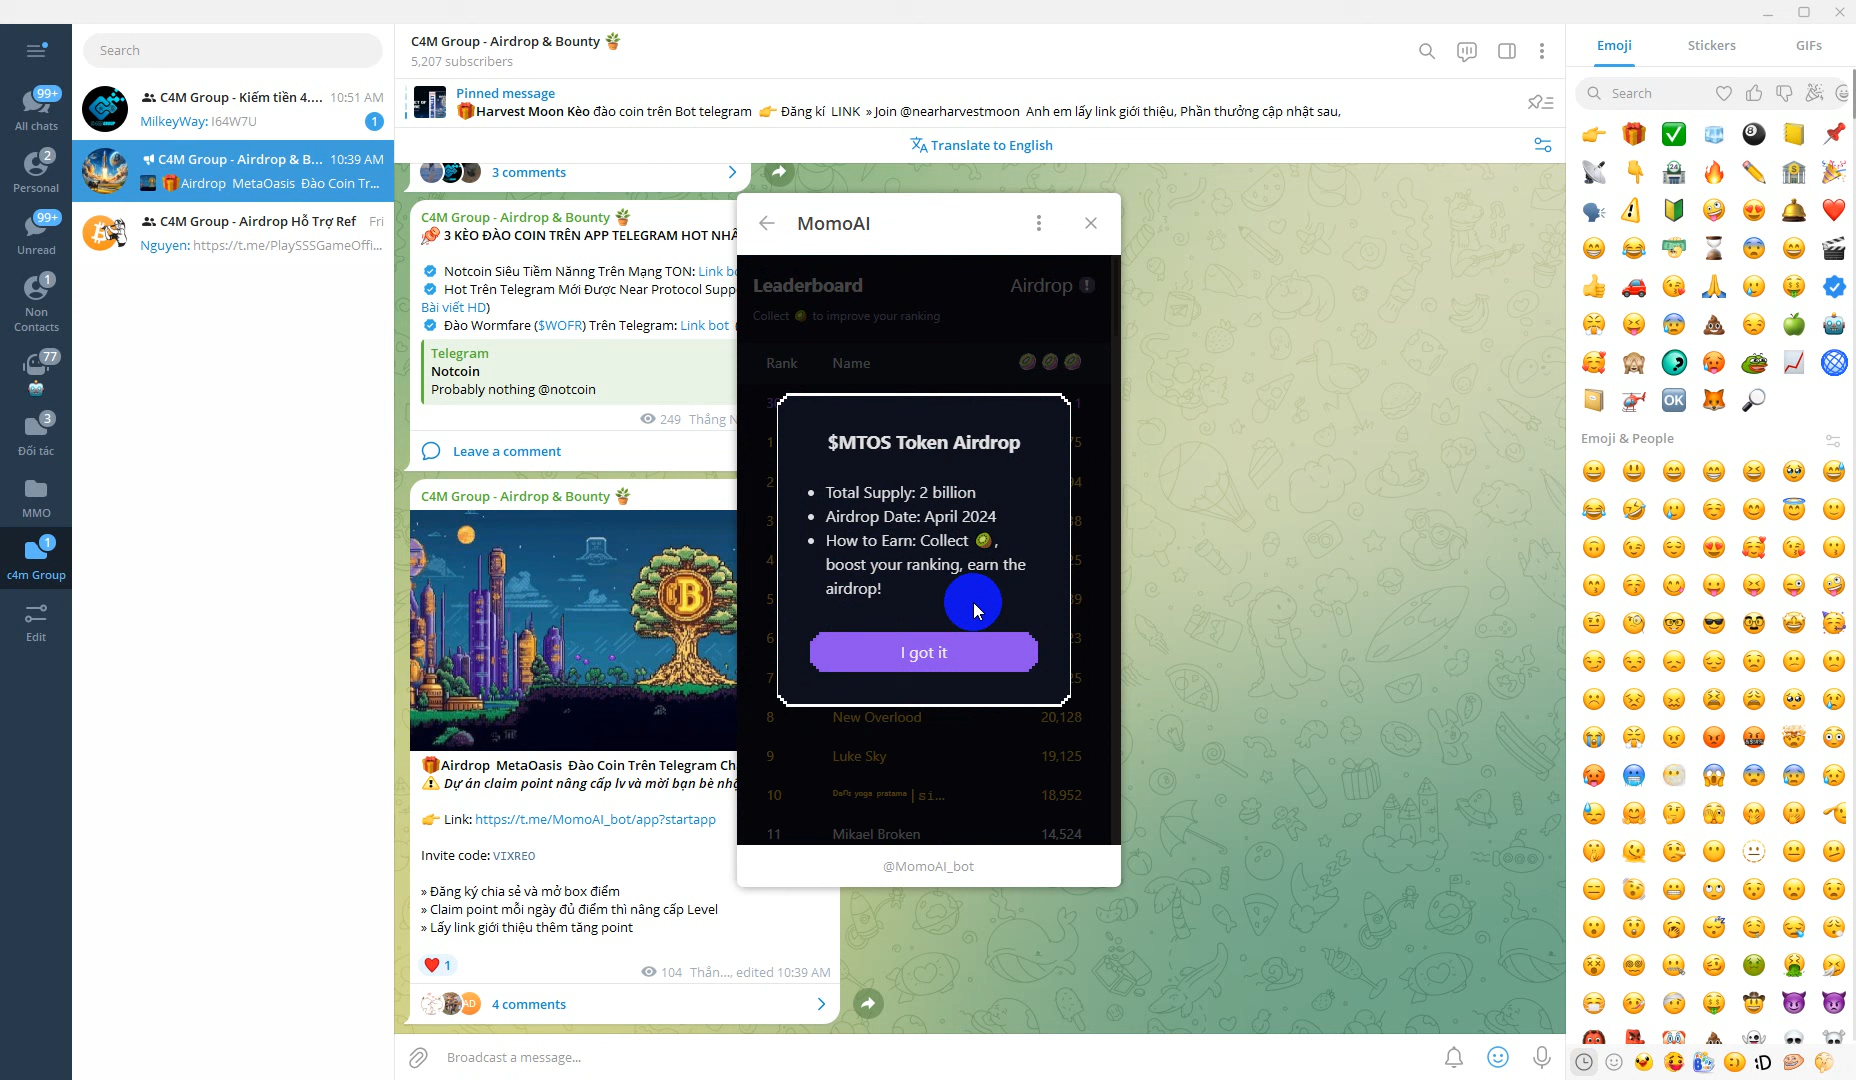 Search
99+
All chats
2
Personal
99+
Unread
1
Non
Contacts
77
3
Đối tác
MMO
1
c4m Group
Edit
C4M Group - Kiếm tiền 4.... 10:51 AM
MilkeyWay: I64W7U 1
C4M Group - Airdrop & B... 10:39 AM
Airdrop MetaOasis Đào Coin Tr...
C4M Group - Airdrop Hỗ Trợ Ref Fri
Nguyen: https://t.me/PlaySSSGameOffi...
C4M Group - Airdrop & Bounty
5,207 subscribers
Pinned message
Harvest Moon Kèo đào coin trên Bot telegram 👉 Đăng kí LINK » Join @nearharvestmoon Anh em lấy link giới thiệu, Phần thưởng cập nhật sau,
Translate to English
3 comments
C4M Group - Airdrop & Bounty
3 KÈO ĐÀO COIN TRÊN APP TELEGRAM HOT NHẤ
Notcoin Siêu Tiềm Nănng Trên Mạng TON: Link bo
Hot Trên Telegram Mới Được Near Protocol Supp
Bài viết HD)
Đào Wormfare ($WOFR) Trên Telegram: Link bot
Telegram
Notcoin
Probably nothing @notcoin
249 Thắng N
Leave a comment
C4M Group - Airdrop & Bounty
Airdrop MetaOasis Đào Coin Trên Telegram Ch
Dự án claim point nâng cấp lv và mời bạn bè nhậ
Link: https://t.me/MomoAI_bot/app?startapp
Invite code: VIXREO
» Đăng ký chia sẻ và mở box điểm
» Claim point mỗi ngày đủ điểm thì nâng cấp Level
» Lấy link giới thiệu thêm tăng point
1
104 Thắn..., edited 10:39 AM
AD
4 comments
Broadcast a message...
MomoAI
Leaderboard Airdrop
Collect to improve your ranking
Rank Name
$MTOS Token Airdrop
• Total Supply: 2 billion
• Airdrop Date: April 2024
• How to Earn: Collect 🥝,
boost your ranking, earn the
airdrop!
I got it
8 New Overlood 20,128
9 Luke Sky 19,125
10 18,952
11 Mikael Broken 14,524
@MomoAI_bot
Emoji Stickers GIFs
Search
Emoji & People